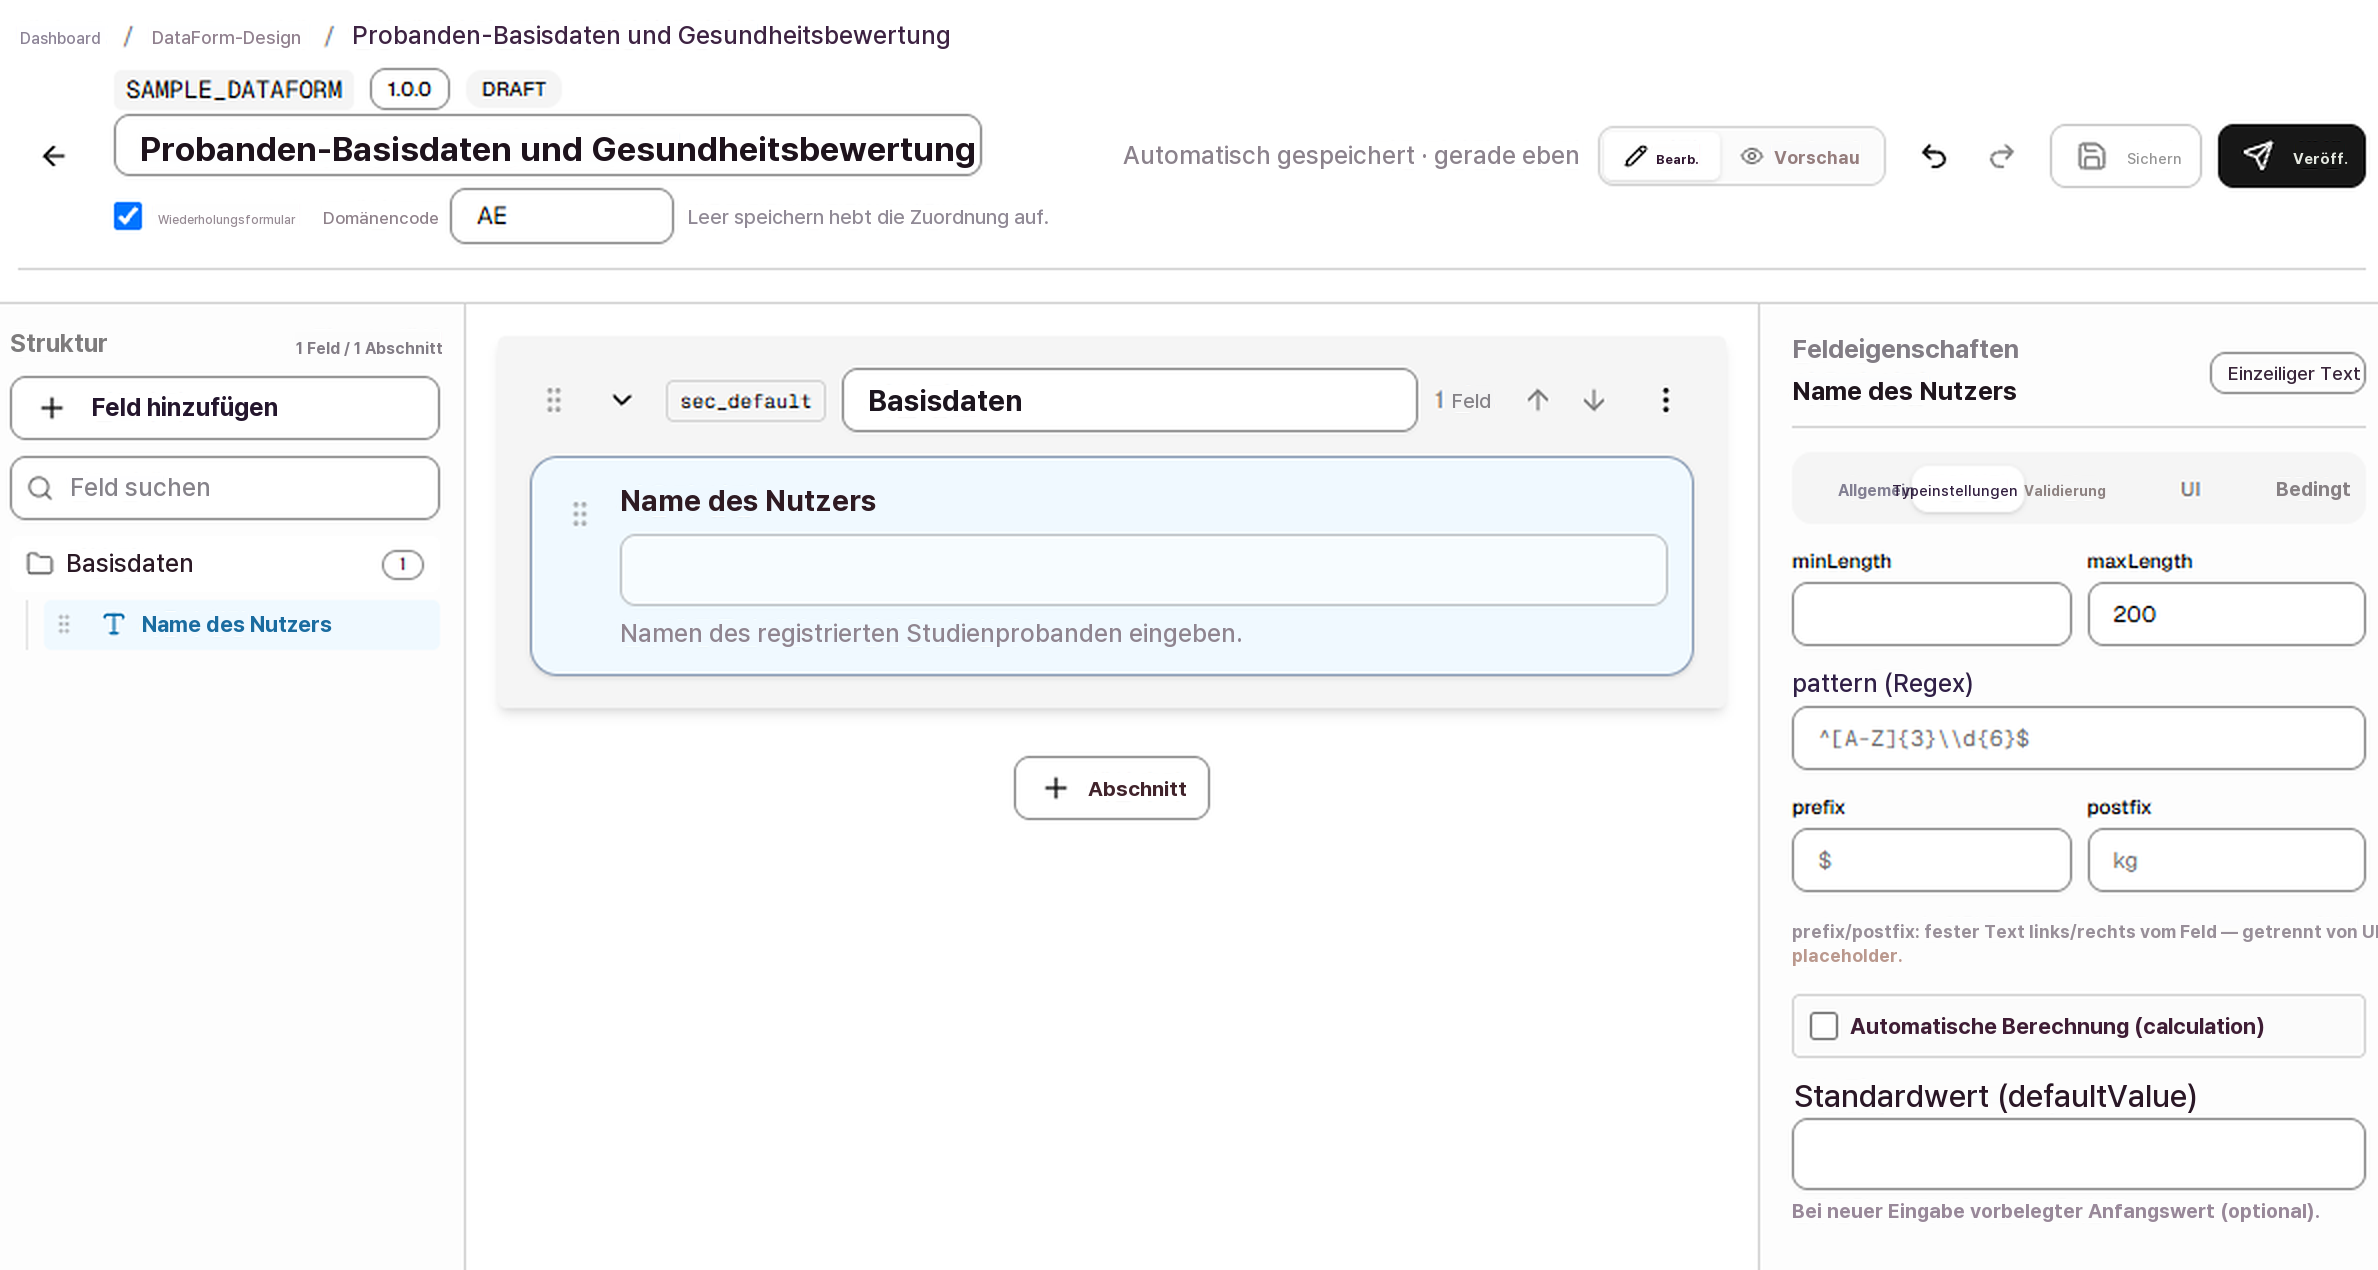 Dashboard / DataForm-Design / Probanden-Basisdaten und Gesundheitsbewertung
SAMPLE_DATAFORM 1.0.0 DRAFT
Probanden-Basisdaten und Gesundheitsbewertung
Automatisch gespeichert · gerade eben
Bearb. Vorschau
Sichern
Veröff.
Wiederholungsformular Domänencode AE Leer speichern hebt die Zuordnung auf.
Struktur
1 Feld / 1 Abschnitt
Feld hinzufügen
Feld suchen
Basisdaten 1
Name des Nutzers
sec_default Basisdaten 1 Feld
Name des Nutzers
Namen des registrierten Studienprobanden eingeben.
Abschnitt
Feldeigenschaften
Name des Nutzers
Einzeiliger Text
Typeinstellungen Validierung UI Bedingt
minLength maxLength
200
pattern (Regex)
^[A-Z]{3}\\d{6}$
prefix postfix
$ kg
prefix/postfix: fester Text links/rechts vom Feld — getrennt von
placeholder.
Automatische Berechnung (calculation)
Standardwert (defaultValue)
Bei neuer Eingabe vorbelegter Anfangswert (optional).